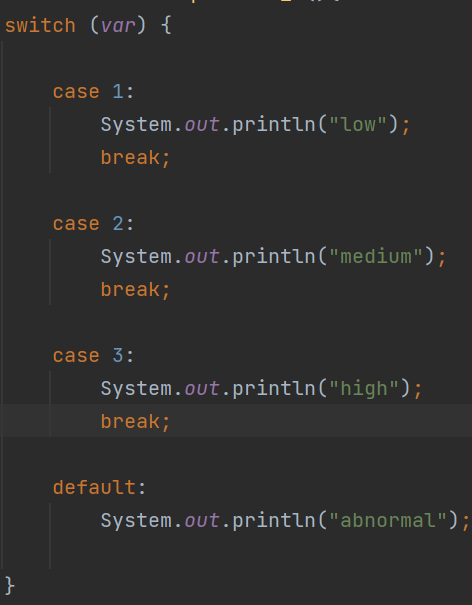 switch (var) {
case 1:
System.out.println("low");
break;
case 2:
System.out.println("medium");
break;
case 3:
System.out.println("high");
break;
default:
System.out.println("abnormal");
}